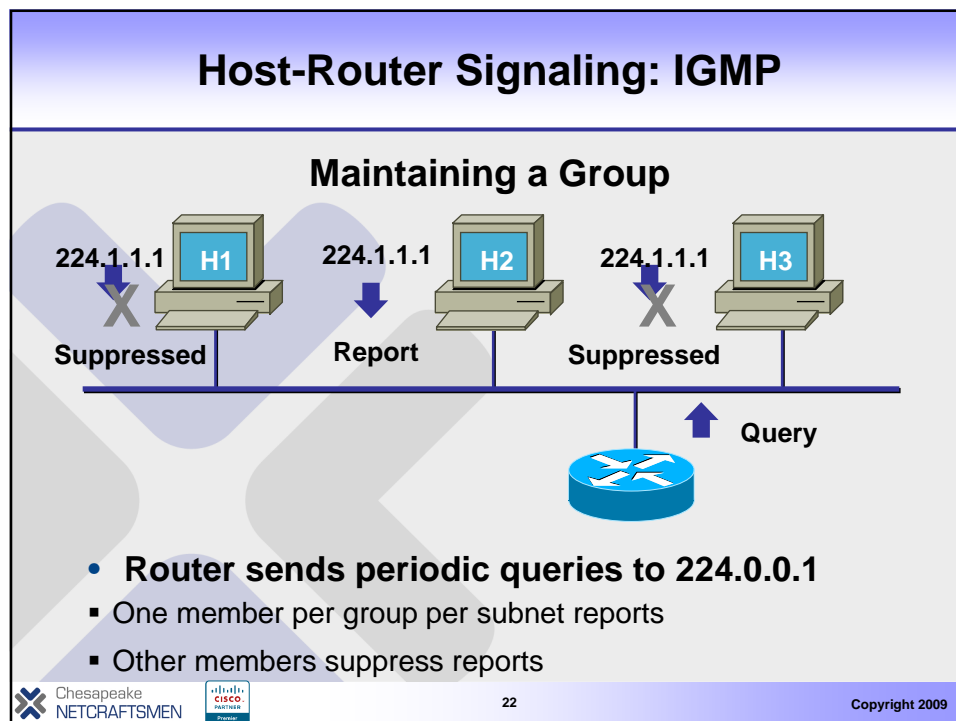 Host-Router Signaling: IGMP
Maintaining a Group
224.1.1.1 H1 224.1.1.1 H2 224.1.1.1 H3
X X
Suppressed Report Suppressed
Query
• Router sends periodic queries to 224.0.0.1
▪ One member per group per subnet reports
▪ Other members suppress reports
Chesapeake
NETCRAFTSMEN
CISCO.
PARTNER
Premier
22
Copyright 2009